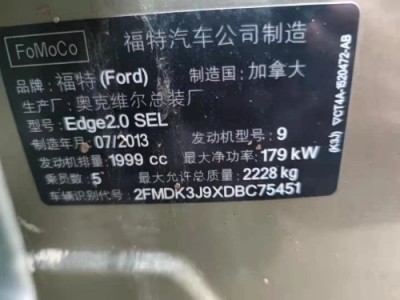 FoMoCo
福特汽车公司制造
品牌：福特(Ford) 制造国：加拿大
生产厂：奥克维尔总装厂
型号：Edge2.0 SEL
制造年月：07/2013 发动机型号：9
发动机排量：1999 cc 最大净功率：179 kW
乘员数：5 最大允许总质量：2228 kg
车辆识别代号：2FMDK3J9XDBC75451
(KJJ) 7CT4A-1520472-AB